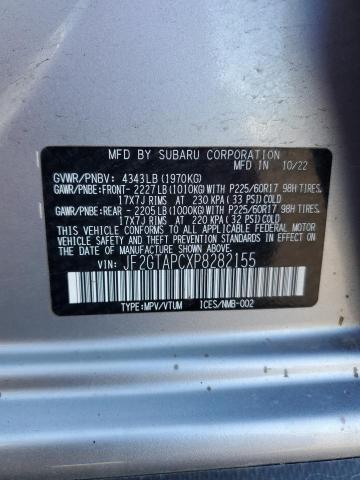 MFD BY SUBARU CORPORATION
MFD IN 10/22
GVWR/PNBV: 4343LB (1970KG)
GAWR/PNBE:FRONT- 2227LB(1010KG)WITH P225/60R17 98H TIRES,
17X7J RIMS AT 230 KPA (33 PSI) COLD
GAWR/PNBE:REAR - 2205LB(1000KG)WITH P225/60R17 98H TIRES,
17X7J RIMS AT 220 KPA (32 PSI) COLD
THIS VEHICLE CONFORMS TO ALL APPLICABLE FEDERAL
MOTOR VEHICLE SAFETY STANDARDS IN EFFECT ON THE
DATE OF MANUFACTURE SHOWN ABOVE.
VIN: JF2GTAPCXP8282155
TYPE:MPV/VTUM ICES/NMB-002